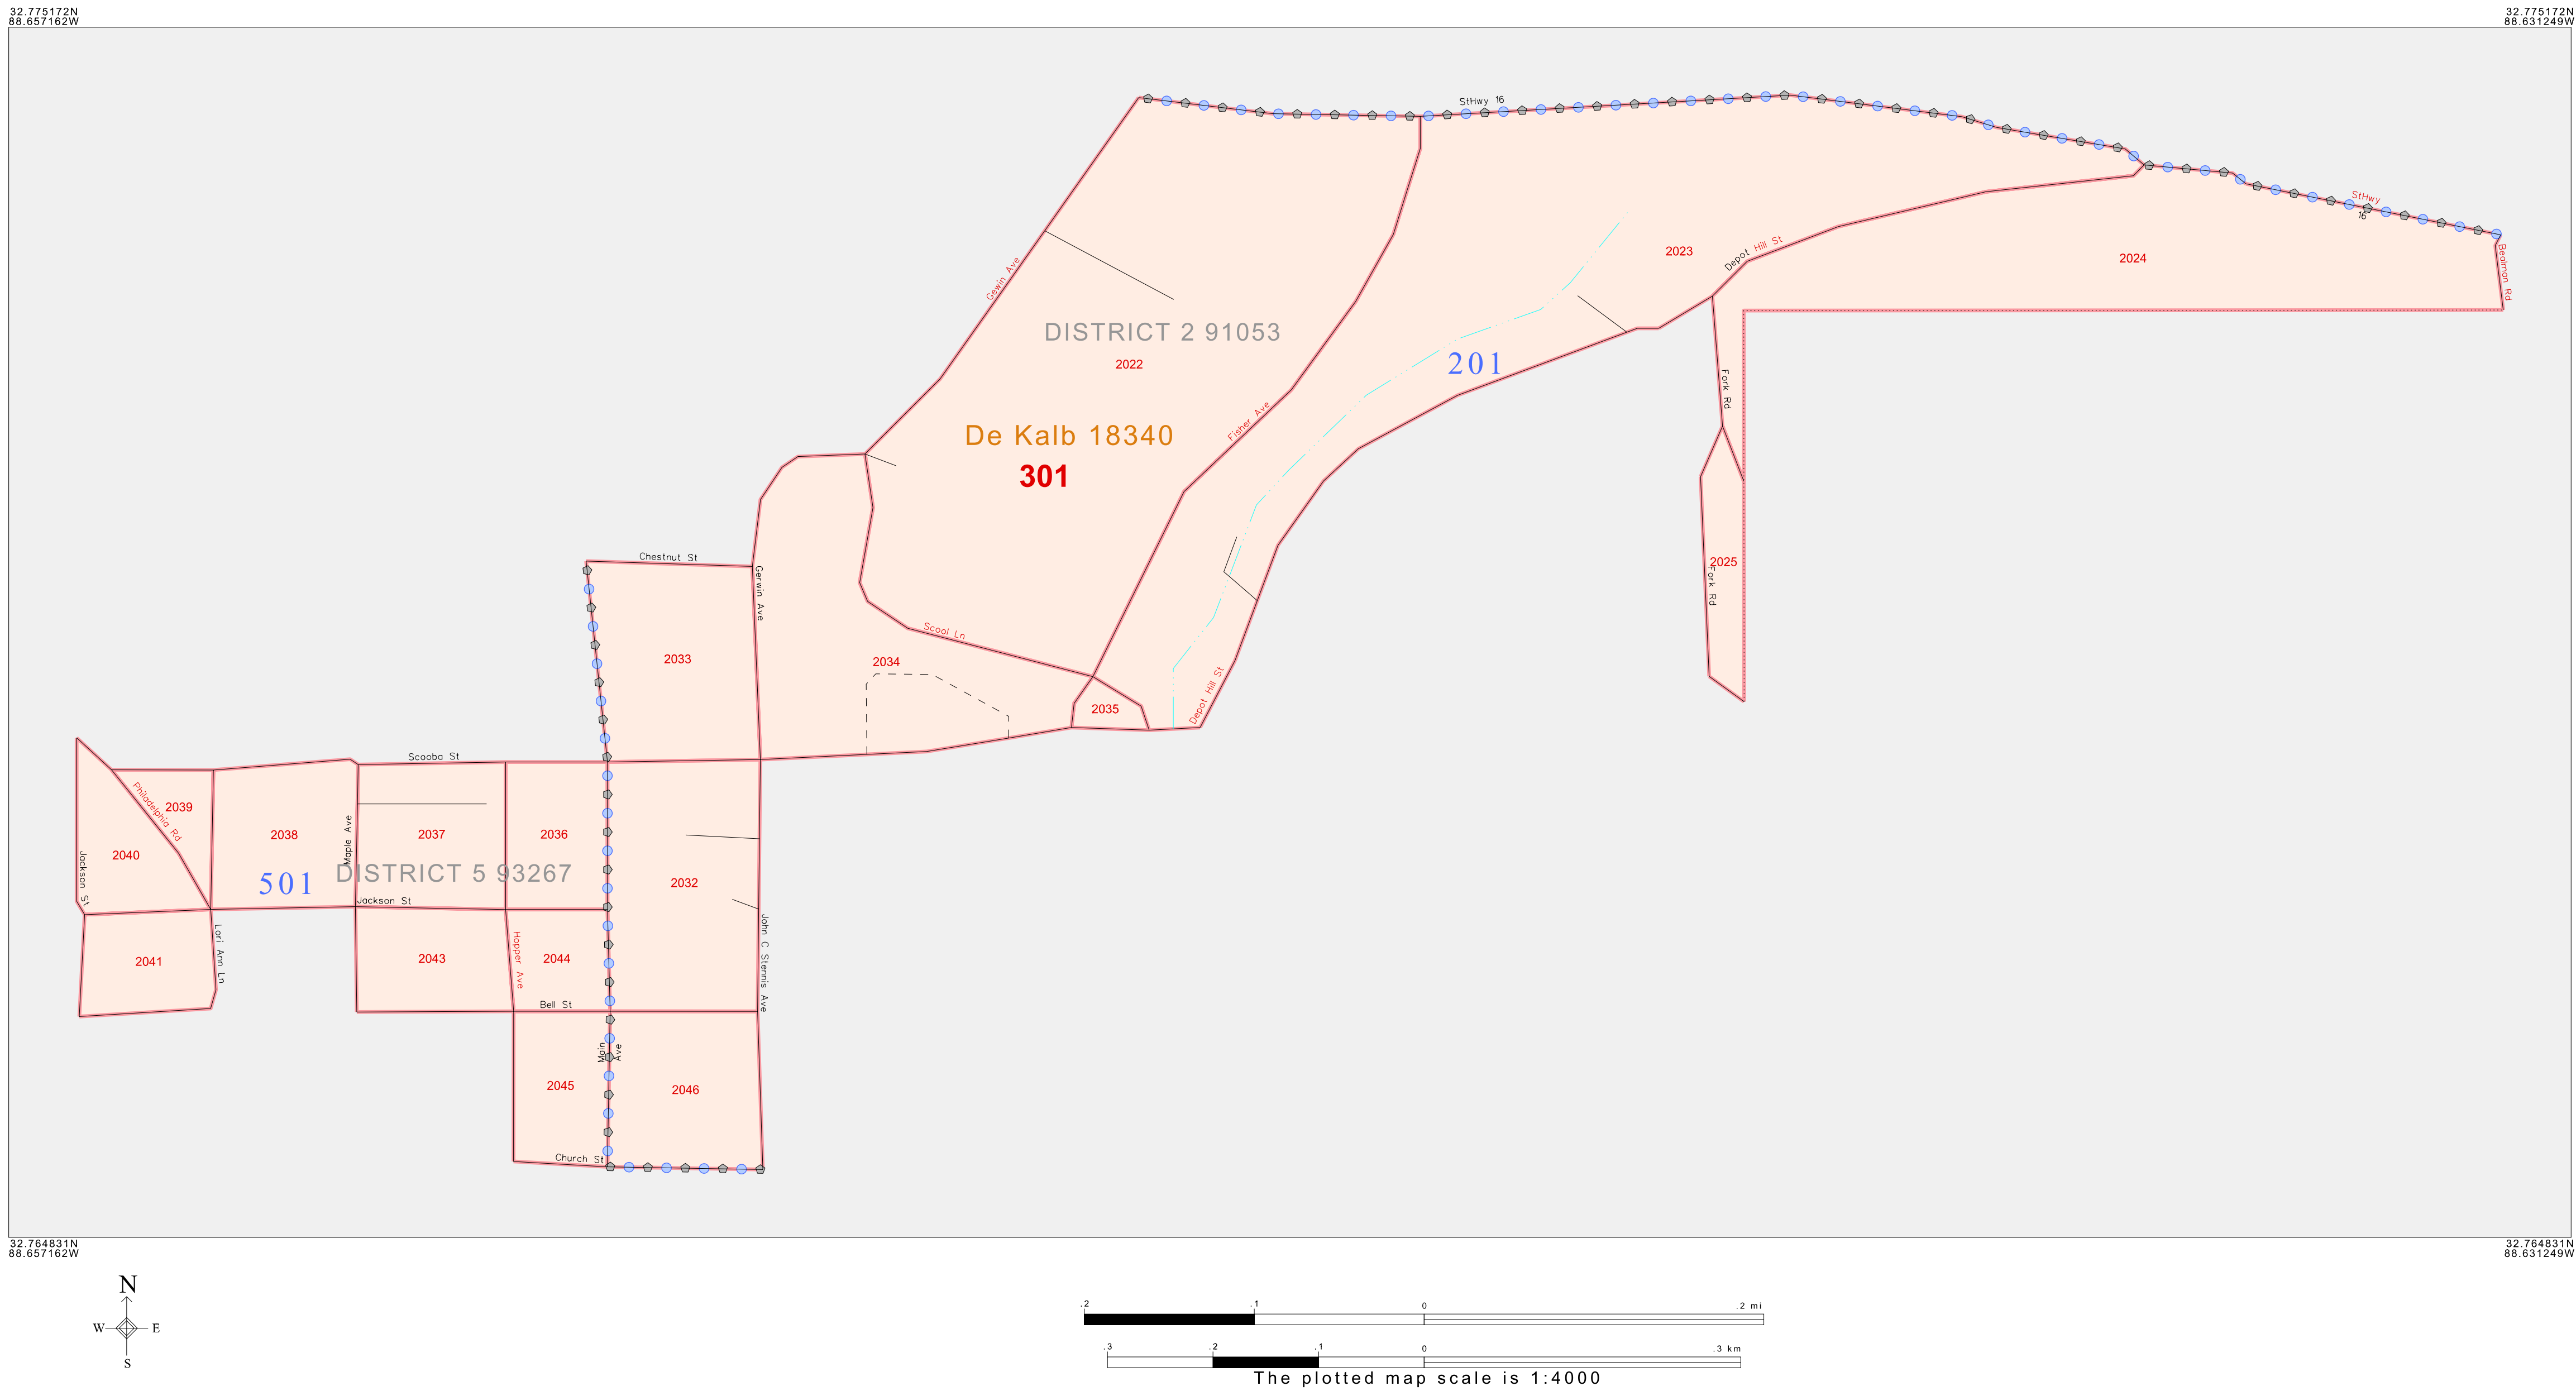 32.775172N
88.657162W
32.775172N
88.631249W
StHwy 16
StHwy
16
Bealman Rd
Gewin Ave
2023
Depot Hill St
2024
DISTRICT 2 91053
2022
201
Fork Rd
De Kalb 18340
Fisher Ave
301
Chestnut St
Gerwin Ave
2025
Fork Rd
Scool Ln
2033
2034
Depot Hill St
2035
Scooba St
Philadelphia Rd
2039
2038
Maple Ave
2037
2036
2040
Jackson St
501
DISTRICT 5 93267
2032
Jackson St
Lori Ann Ln
2041
2043
Hopper Ave
2044
John C Stennis Ave
Bell St
Main Ave
2045
2046
Church St
32.764831N
88.657162W
32.764831N
88.631249W
N
W E
S
.2 .1 0 .2 mi
.3 .2 .1 0 .3 km
The plotted map scale is 1:4000